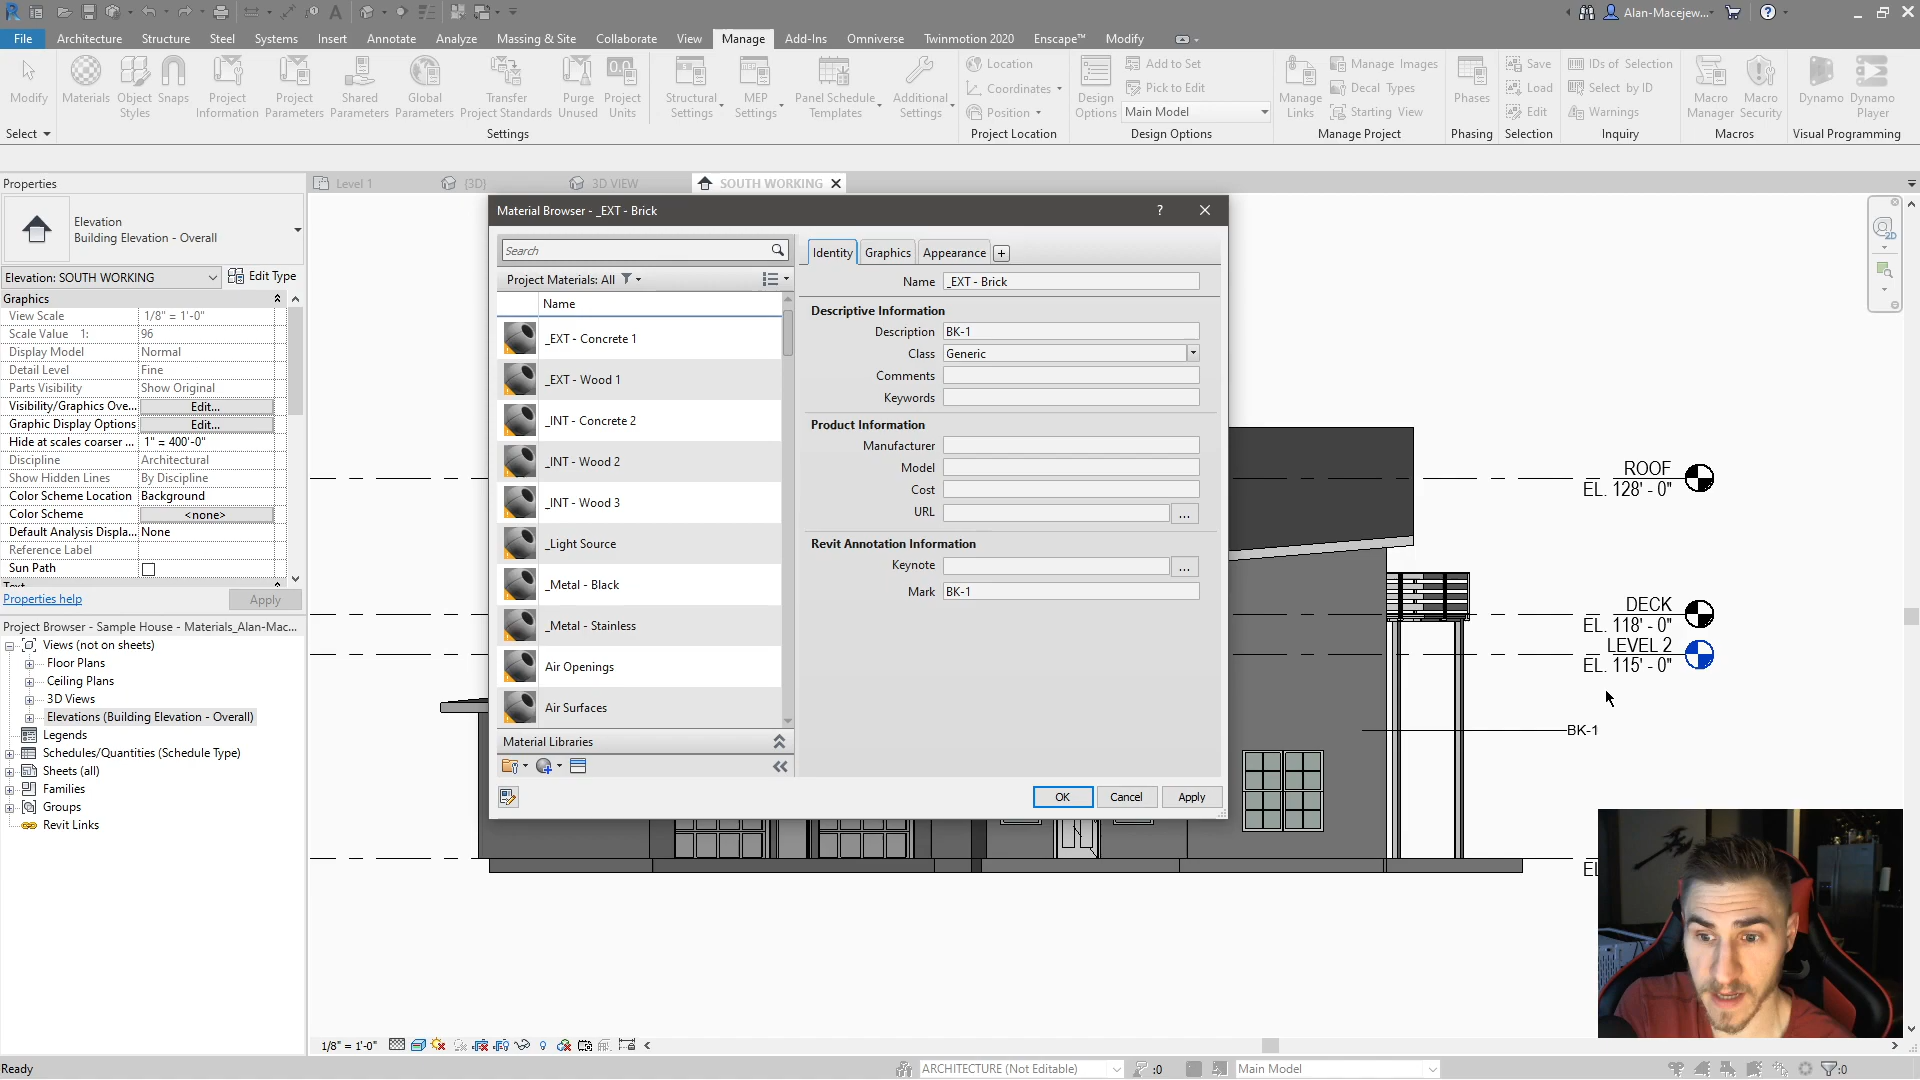 Alan-Macejew...
File Architecture Structure Steel Systems Insert Annotate Analyze Massing & Site Collaborate View Manage Add-Ins Omniverse Twinmotion 2020 Enscape™ Modify
Modify
Materials
Object Styles
Snaps
Project Information
Project Parameters
Shared Parameters
Global Parameters
Transfer Project Standards
Purge Unused
Project Units
Structural Settings
MEP Settings
Panel Schedule Templates
Additional Settings
Location
Coordinates
Position
Design Options
Add to Set
Pick to Edit
Main Model
Manage Links
Manage Images
Decal Types
Starting View
Phases
Save
Load
Edit
IDs of Selection
Select by ID
Warnings
Macro Manager
Macro Security
Dynamo
Dynamo Player
Select Settings Project Location Design Options Manage Project Phasing Selection Inquiry Macros Visual Programming
Properties
Level 1 {3D} 3D VIEW SOUTH WORKING
Elevation
Building Elevation - Overall
Elevation: SOUTH WORKING Edit Type
Graphics
View Scale 1/8" = 1'-0"
Scale Value 1: 96
Display Model Normal
Detail Level Fine
Parts Visibility Show Original
Visibility/Graphics Ove... Edit...
Graphic Display Options Edit...
Hide at scales coarser ... 1" = 400'-0"
Discipline Architectural
Show Hidden Lines By Discipline
Color Scheme Location Background
Color Scheme <none>
Default Analysis Displa... None
Reference Label
Sun Path
Text
Properties help Apply
Project Browser - Sample House - Materials_Alan-Mac...
Views (not on sheets)
Floor Plans
Ceiling Plans
3D Views
Elevations (Building Elevation - Overall)
Legends
Schedules/Quantities (Schedule Type)
Sheets (all)
Families
Groups
Revit Links
Material Browser - _EXT - Brick ?
Search
Project Materials: All
Name
_EXT - Concrete 1
_EXT - Wood 1
_INT - Concrete 2
_INT - Wood 2
_INT - Wood 3
_Light Source
_Metal - Black
_Metal - Stainless
Air Openings
Air Surfaces
Material Libraries
Identity Graphics Appearance
Name _EXT - Brick
Descriptive Information
Description BK-1
Class Generic
Comments
Keywords
Product Information
Manufacturer
Model
Cost
URL ...
Revit Annotation Information
Keynote ...
Mark BK-1
OK Cancel Apply
ROOF
EL. 128' - 0"
DECK
EL. 118' - 0"
LEVEL 2
EL. 115' - 0"
BK-1
EL
1/8" = 1'-0"
Ready ARCHITECTURE (Not Editable) :0 Main Model :0